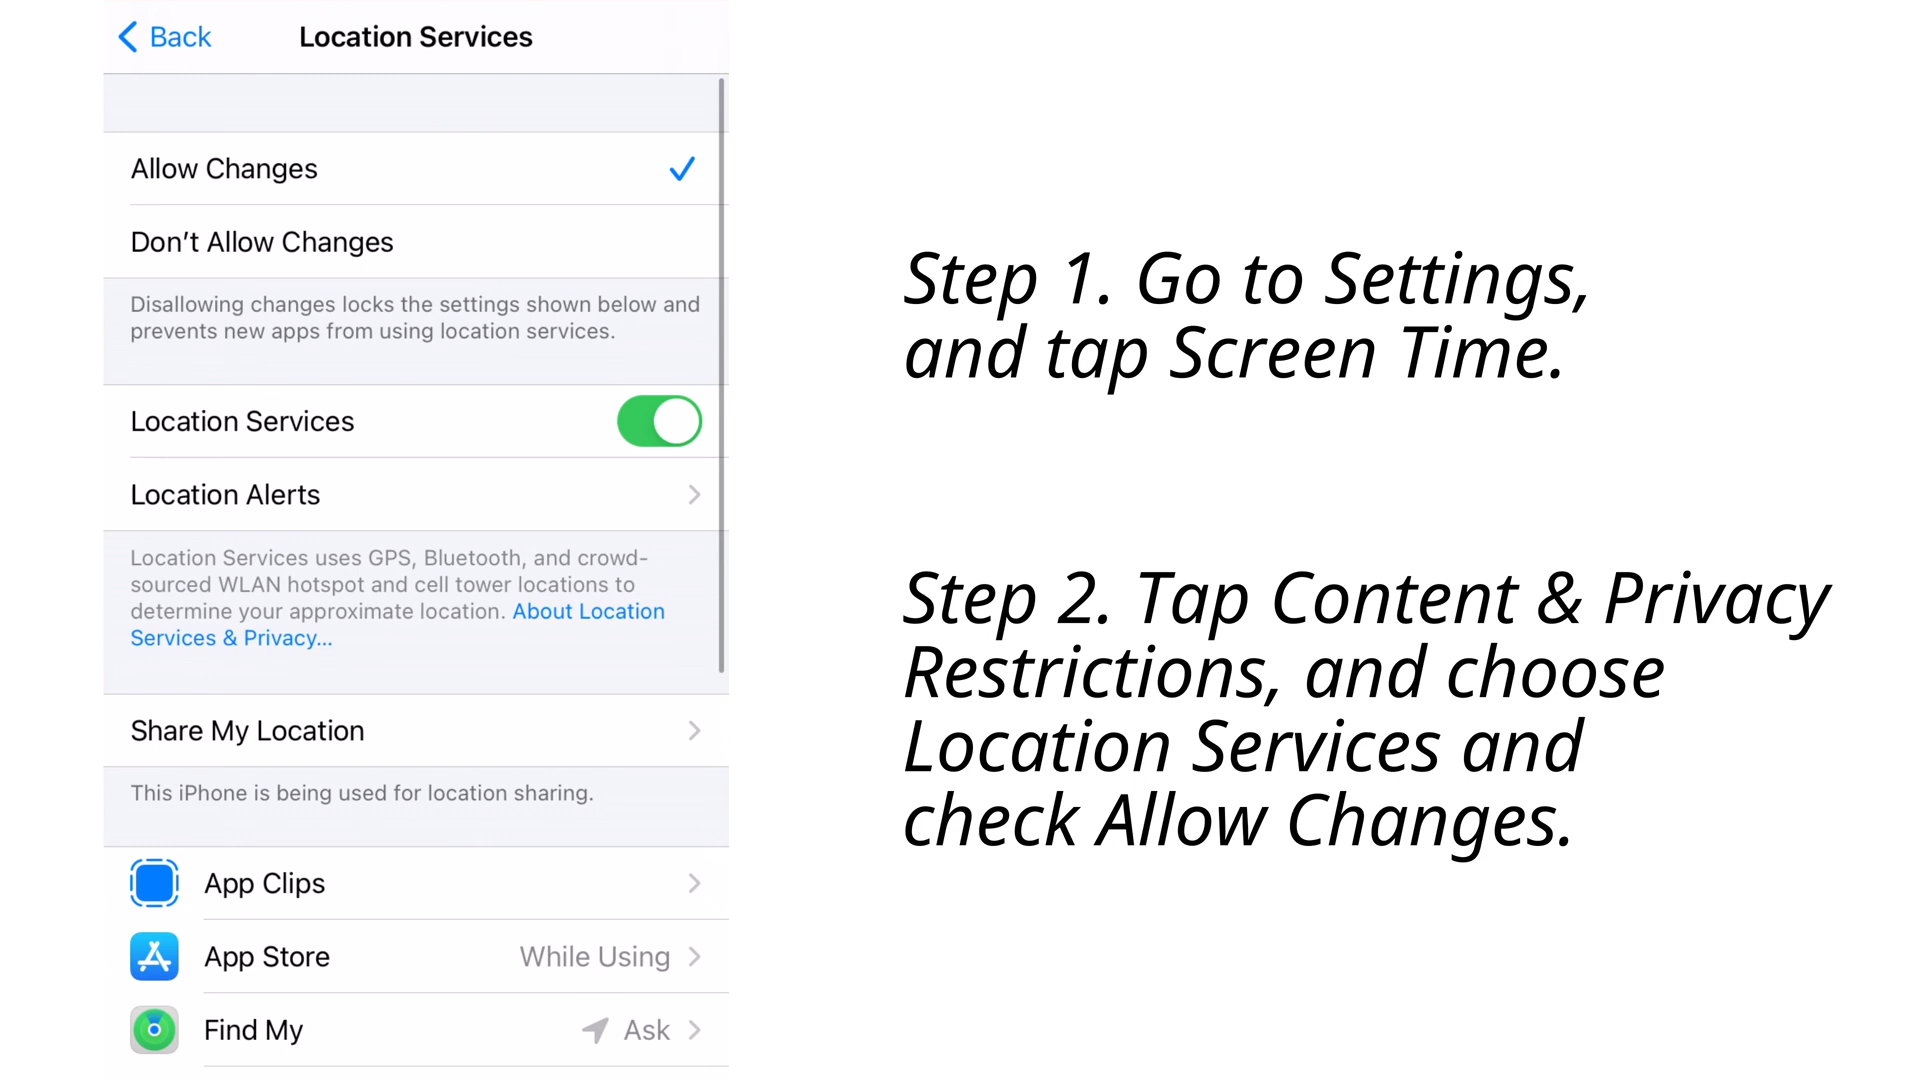 Back
Location Services
Allow Changes
Don’t Allow Changes
Disallowing changes locks the settings shown below and
prevents new apps from using location services.
Location Services
Location Alerts
Location Services uses GPS, Bluetooth, and crowd-
sourced WLAN hotspot and cell tower locations to
determine your approximate location. About Location
Services & Privacy...
Share My Location
This iPhone is being used for location sharing.
App Clips
App Store While Using
Find My Ask
Step 1. Go to Settings,
and tap Screen Time.
Step 2. Tap Content & Privacy
Restrictions, and choose
Location Services and
check Allow Changes.